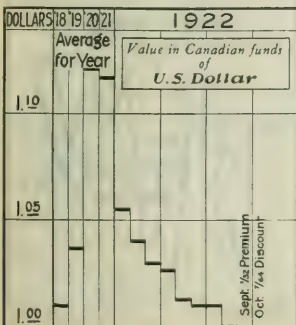 DOLLARS '18 '19 '20 '21 1922
Average
for Year
Value in Canadian funds
of
U.S. Dollar
1.10
1.05
1.00
Sept. 1/32 Premium
Oct. 7/64 Discount